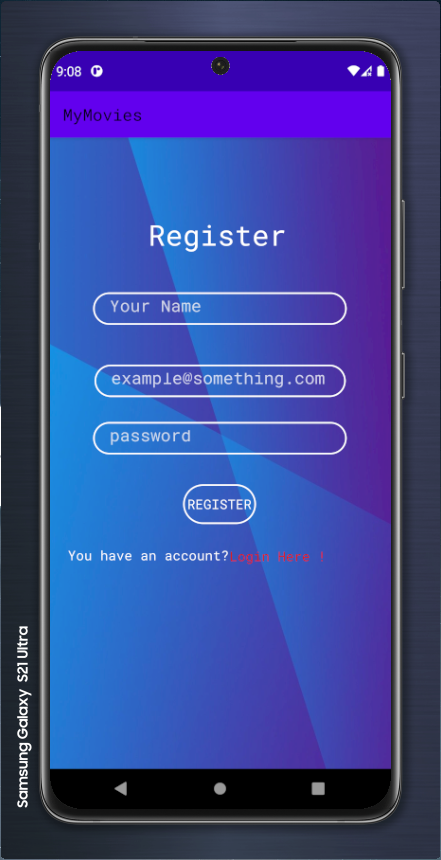 9:08
MyMovies
Register
Your Name
example@something.com
password
REGISTER
You have an account?Login Here !
Samsung Galaxy S21 Ultra